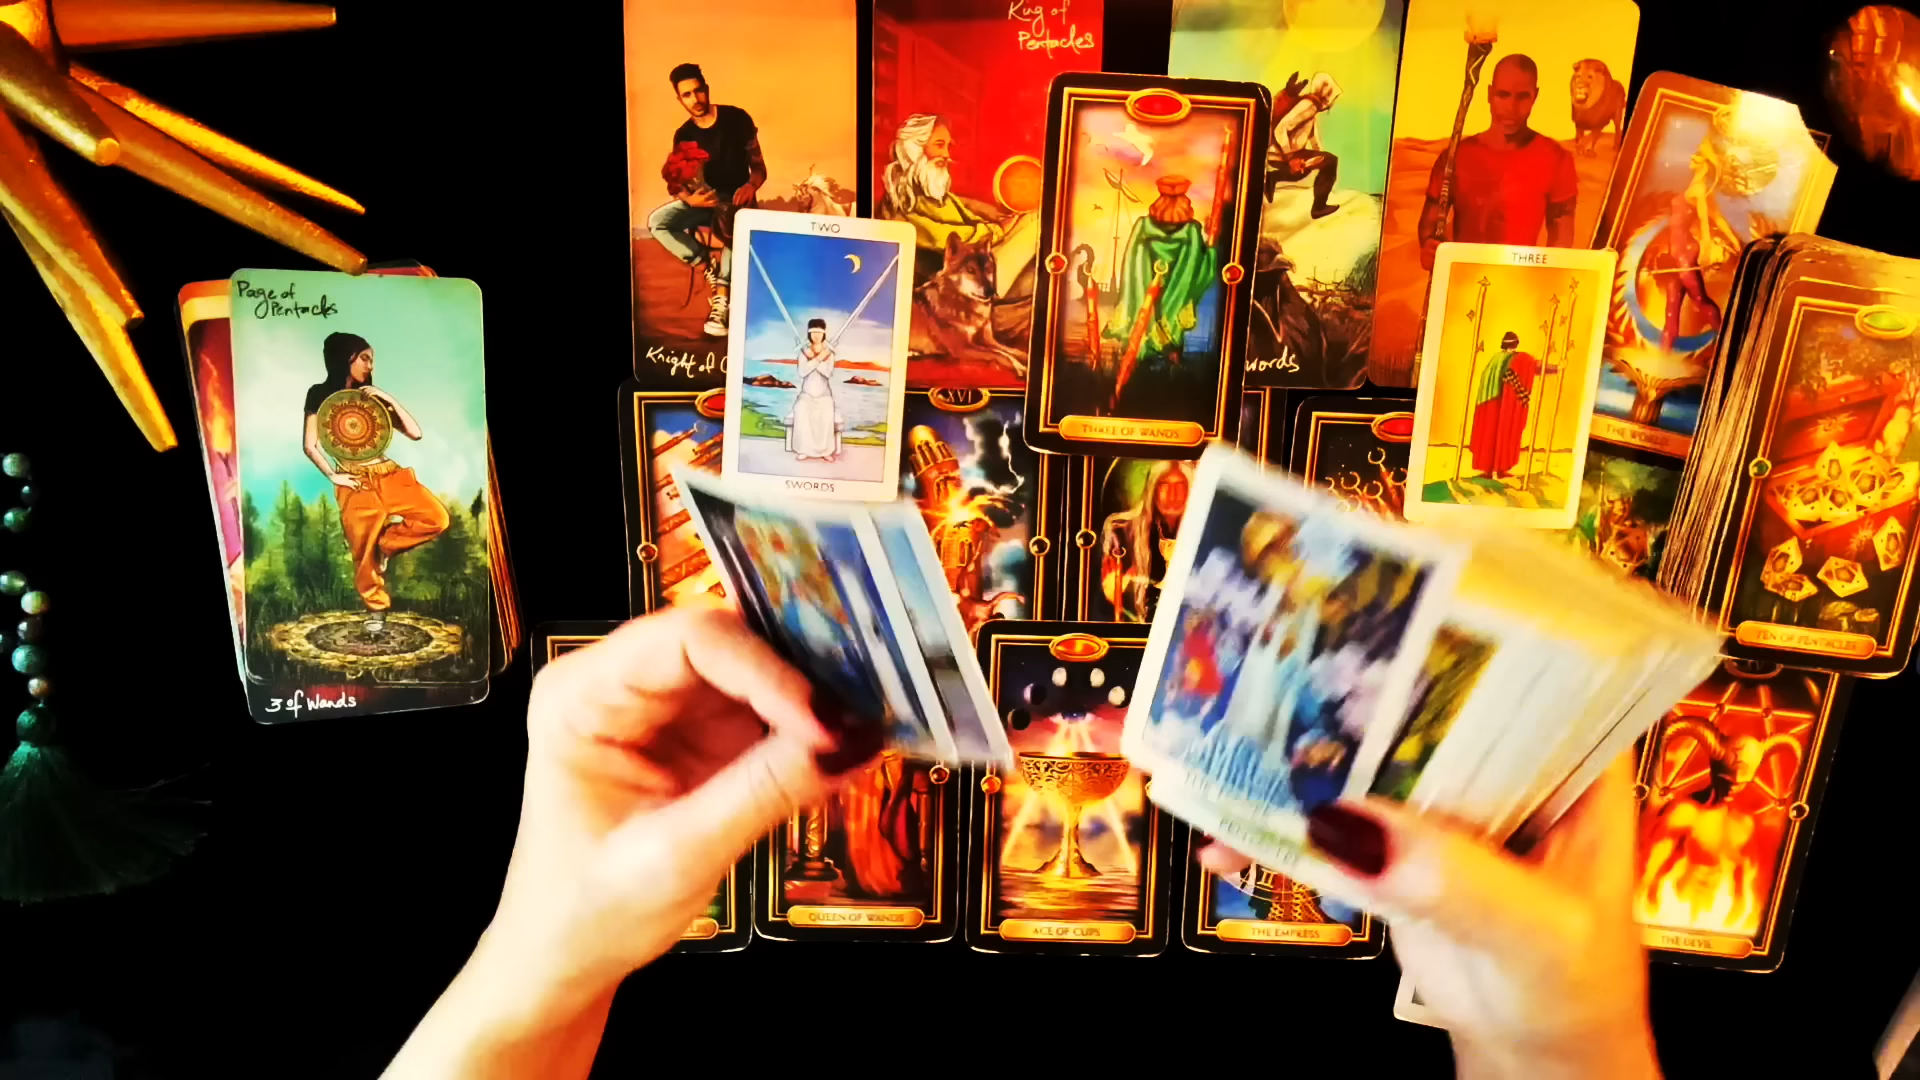 King of
Pentacles
Page of
Pentacles
3 of Wands
Knight of
TWO
SWORDS
THREE OF WANDS
words
THREE
THE WORLD
XVI
TEN OF PENTACLES
QUEEN OF WANDS
ACE OF CUPS
THE EMPRESS
THE DEVIL